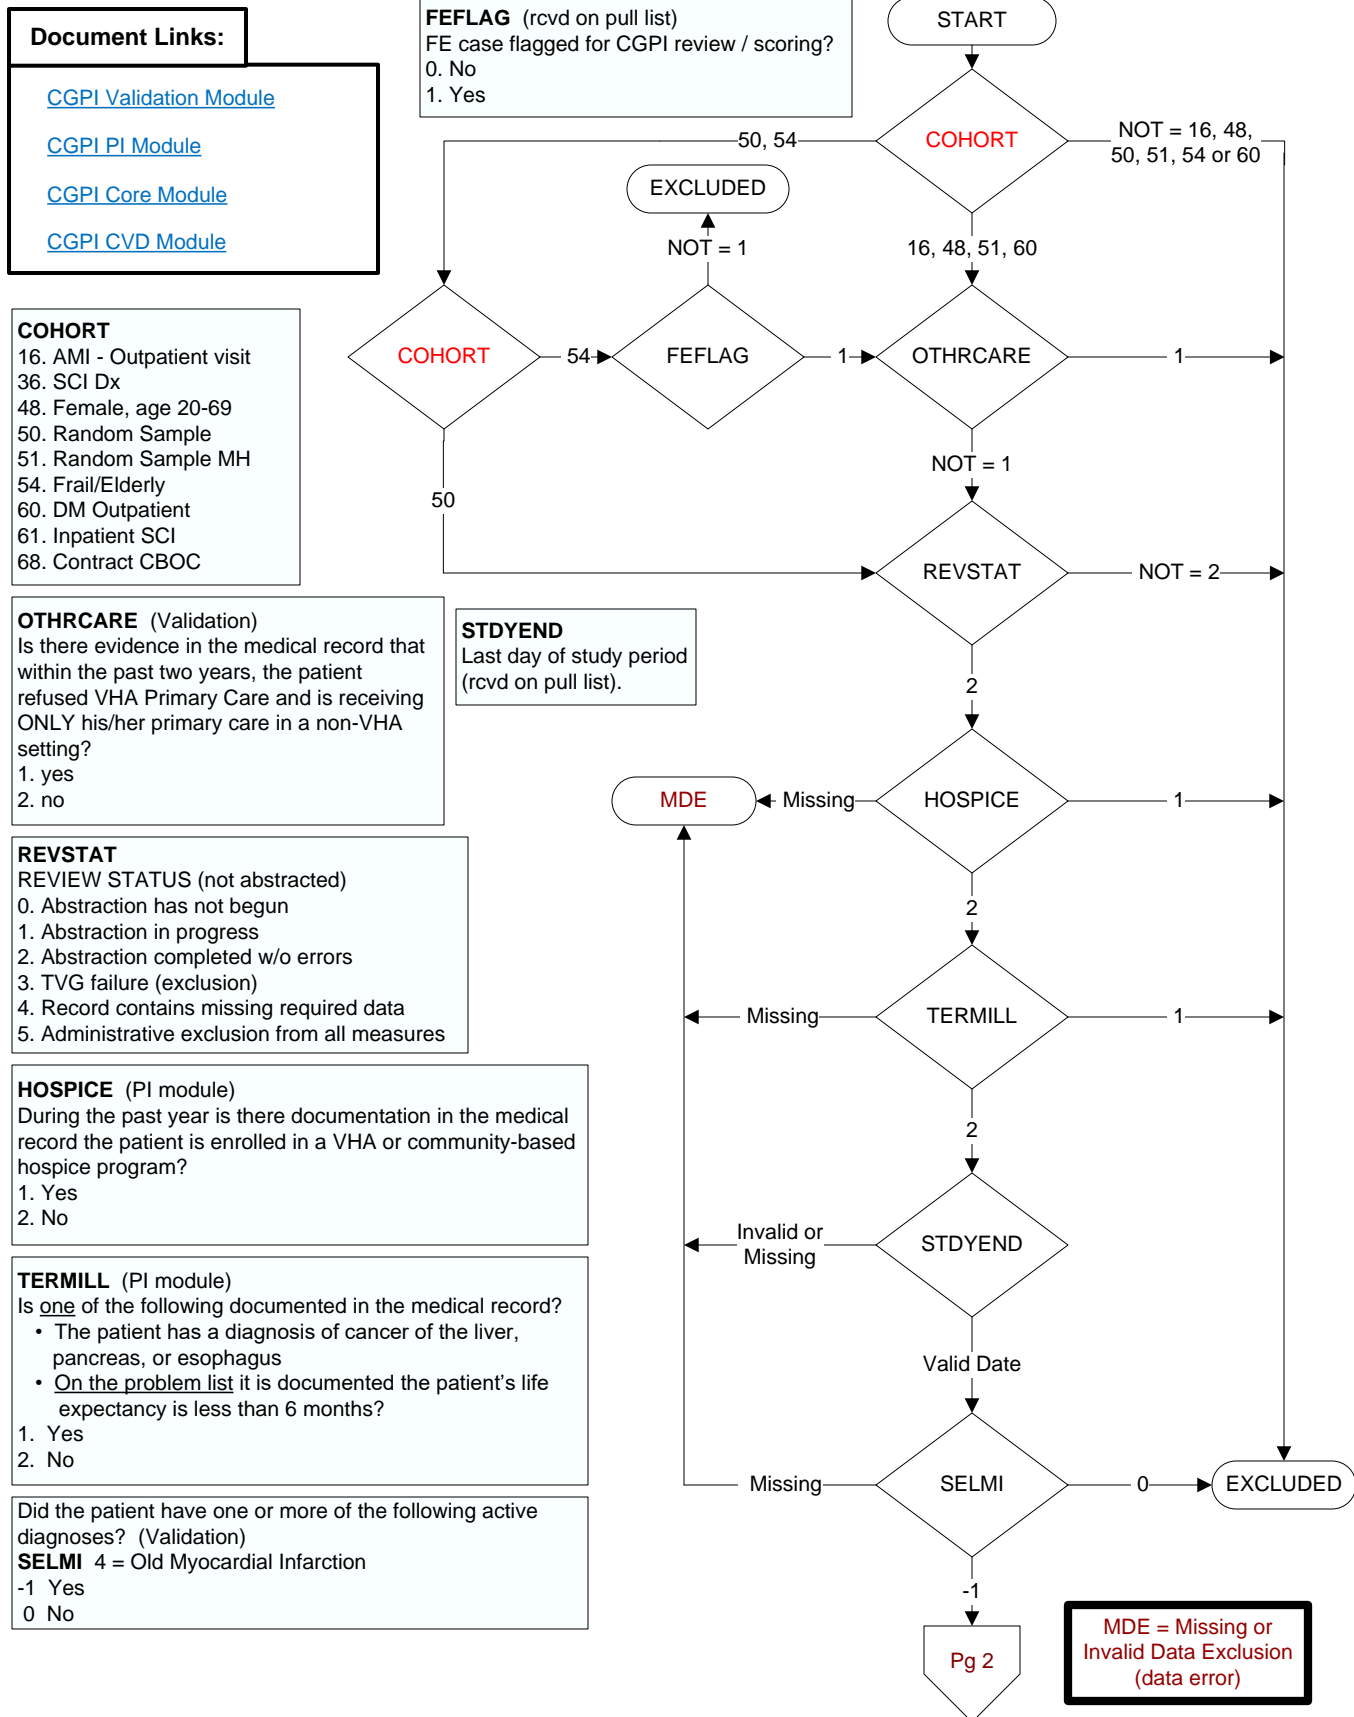 Document Links:
CGPI Validation Module
CGPI PI Module
CGPI Core Module
CGPI CVD Module
FEFLAG (rcvd on pull list)
FE case flagged for CGPI review / scoring?
0. No
1. Yes
START
COHORT
50, 54
NOT = 16, 48,
50, 51, 54 or 60
EXCLUDED
NOT = 1
16, 48, 51, 60
COHORT
54
FEFLAG
1
OTHRCARE
1
NOT = 1
50
REVSTAT
NOT = 2
2
MDE
Missing
HOSPICE
1
2
Missing
TERMILL
1
2
Invalid or
Missing
STDYEND
Valid Date
Missing
SELMI
0
EXCLUDED
-1
Pg 2
MDE = Missing or
Invalid Data Exclusion
(data error)
COHORT
16. AMI - Outpatient visit
36. SCI Dx
48. Female, age 20-69
50. Random Sample
51. Random Sample MH
54. Frail/Elderly
60. DM Outpatient
61. Inpatient SCI
68. Contract CBOC
OTHRCARE (Validation)
Is there evidence in the medical record that
within the past two years, the patient
refused VHA Primary Care and is receiving
ONLY his/her primary care in a non-VHA
setting?
1. yes
2. no
STDYEND
Last day of study period
(rcvd on pull list).
REVSTAT
REVIEW STATUS (not abstracted)
0. Abstraction has not begun
1. Abstraction in progress
2. Abstraction completed w/o errors
3. TVG failure (exclusion)
4. Record contains missing required data
5. Administrative exclusion from all measures
HOSPICE (PI module)
During the past year is there documentation in the medical
record the patient is enrolled in a VHA or community-based
hospice program?
1. Yes
2. No
TERMILL (PI module)
Is one of the following documented in the medical record?
• The patient has a diagnosis of cancer of the liver,
pancreas, or esophagus
• On the problem list it is documented the patient's life
expectancy is less than 6 months?
1. Yes
2. No
Did the patient have one or more of the following active
diagnoses? (Validation)
SELMI 4 = Old Myocardial Infarction
-1 Yes
0 No